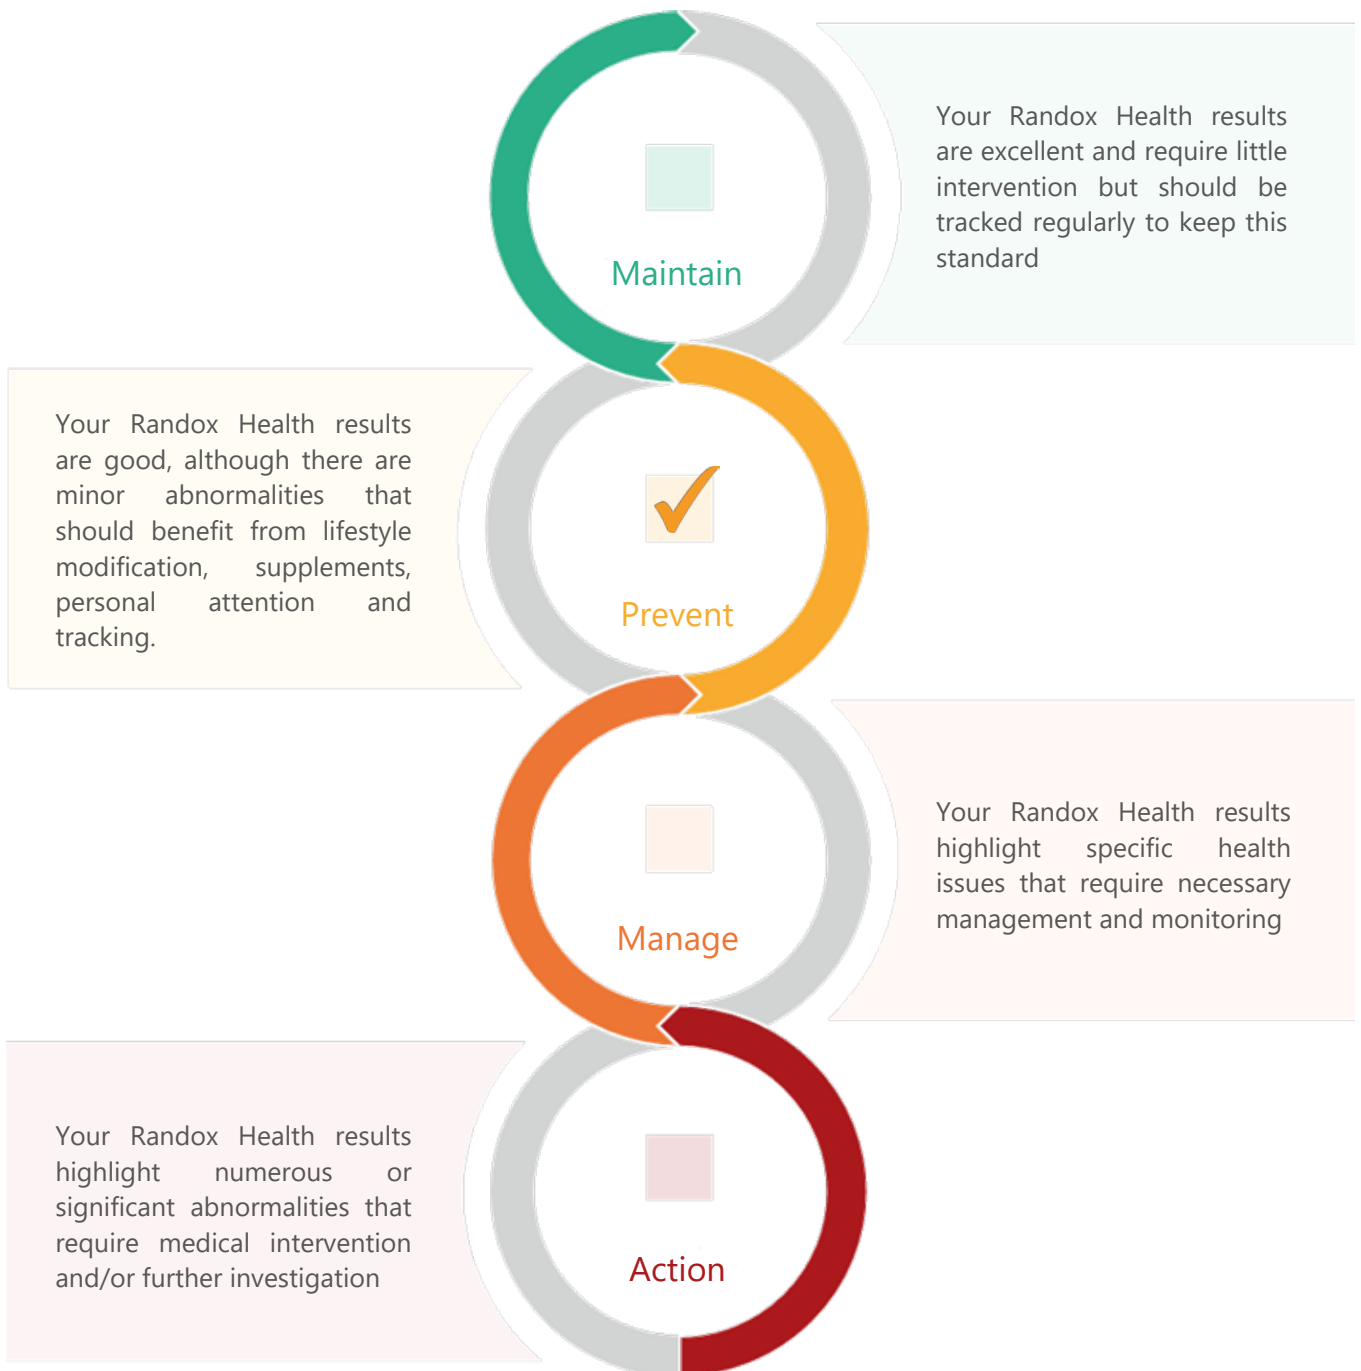 Your Randox Health results
are excellent and require little
intervention but should be
tracked regularly to keep this
standard
Maintain
Your Randox Health results
are good, although there are
minor abnormalities that
should benefit from lifestyle
modification, supplements,
personal attention and
tracking.
Prevent
Your Randox Health results
highlight specific health
issues that require necessary
management and monitoring
Manage
Your Randox Health results
highlight numerous or
significant abnormalities that
require medical intervention
and/or further investigation
Action